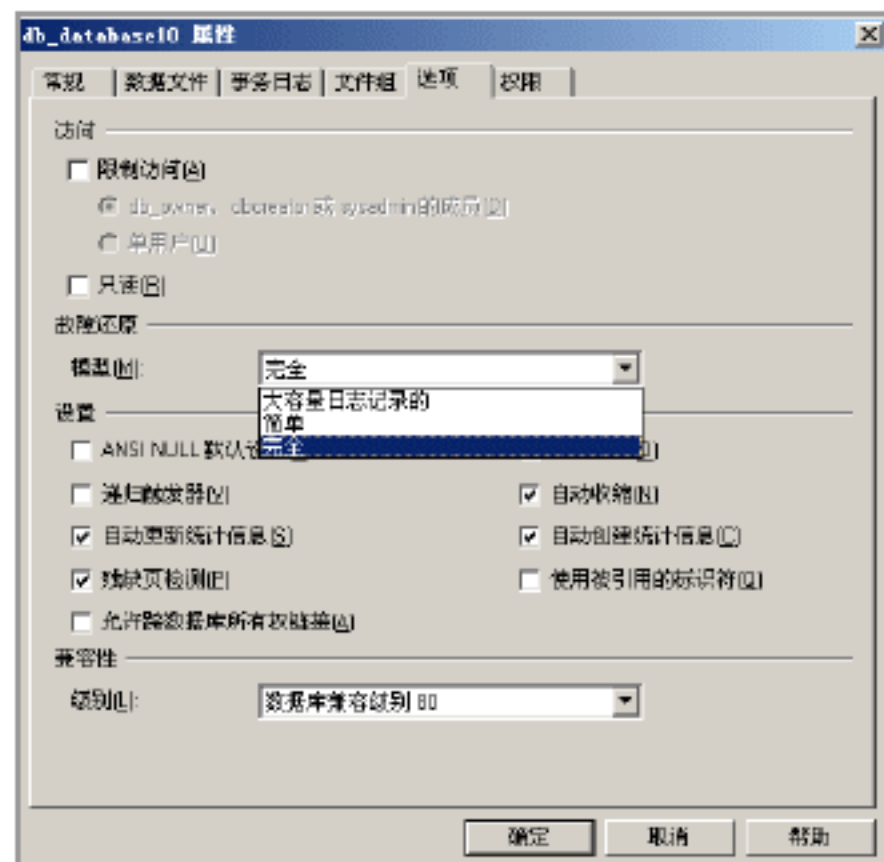 db_database10 属性
常规 数据文件 事务日志 文件组 选项 权限
访问
限制访问(A)
db_owner、dbcreator或 sysadmin的成员(D)
单用户(U)
只读(R)
故障还原
模型(M): 完全
大容量日志记录的
简单
完全
设置
ANSI NULL 默认
递归触发器(V) 自动收缩(N)
自动更新统计信息(S) 自动创建统计信息(C)
残缺页检测(P) 使用被引用的标识符(Q)
允许跨数据库所有权链接(A)
兼容性
级别(L): 数据库兼容级别 80
确定 取消 帮助